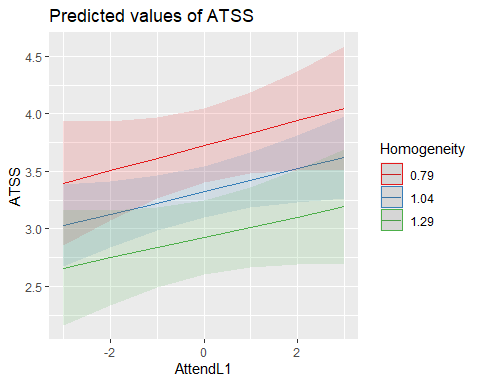 Predicted values of ATSS
4.5
4.0
3.5
3.0
2.5
ATSS
-2
0
2
AttendL1
Homogeneity
0.79
1.04
1.29